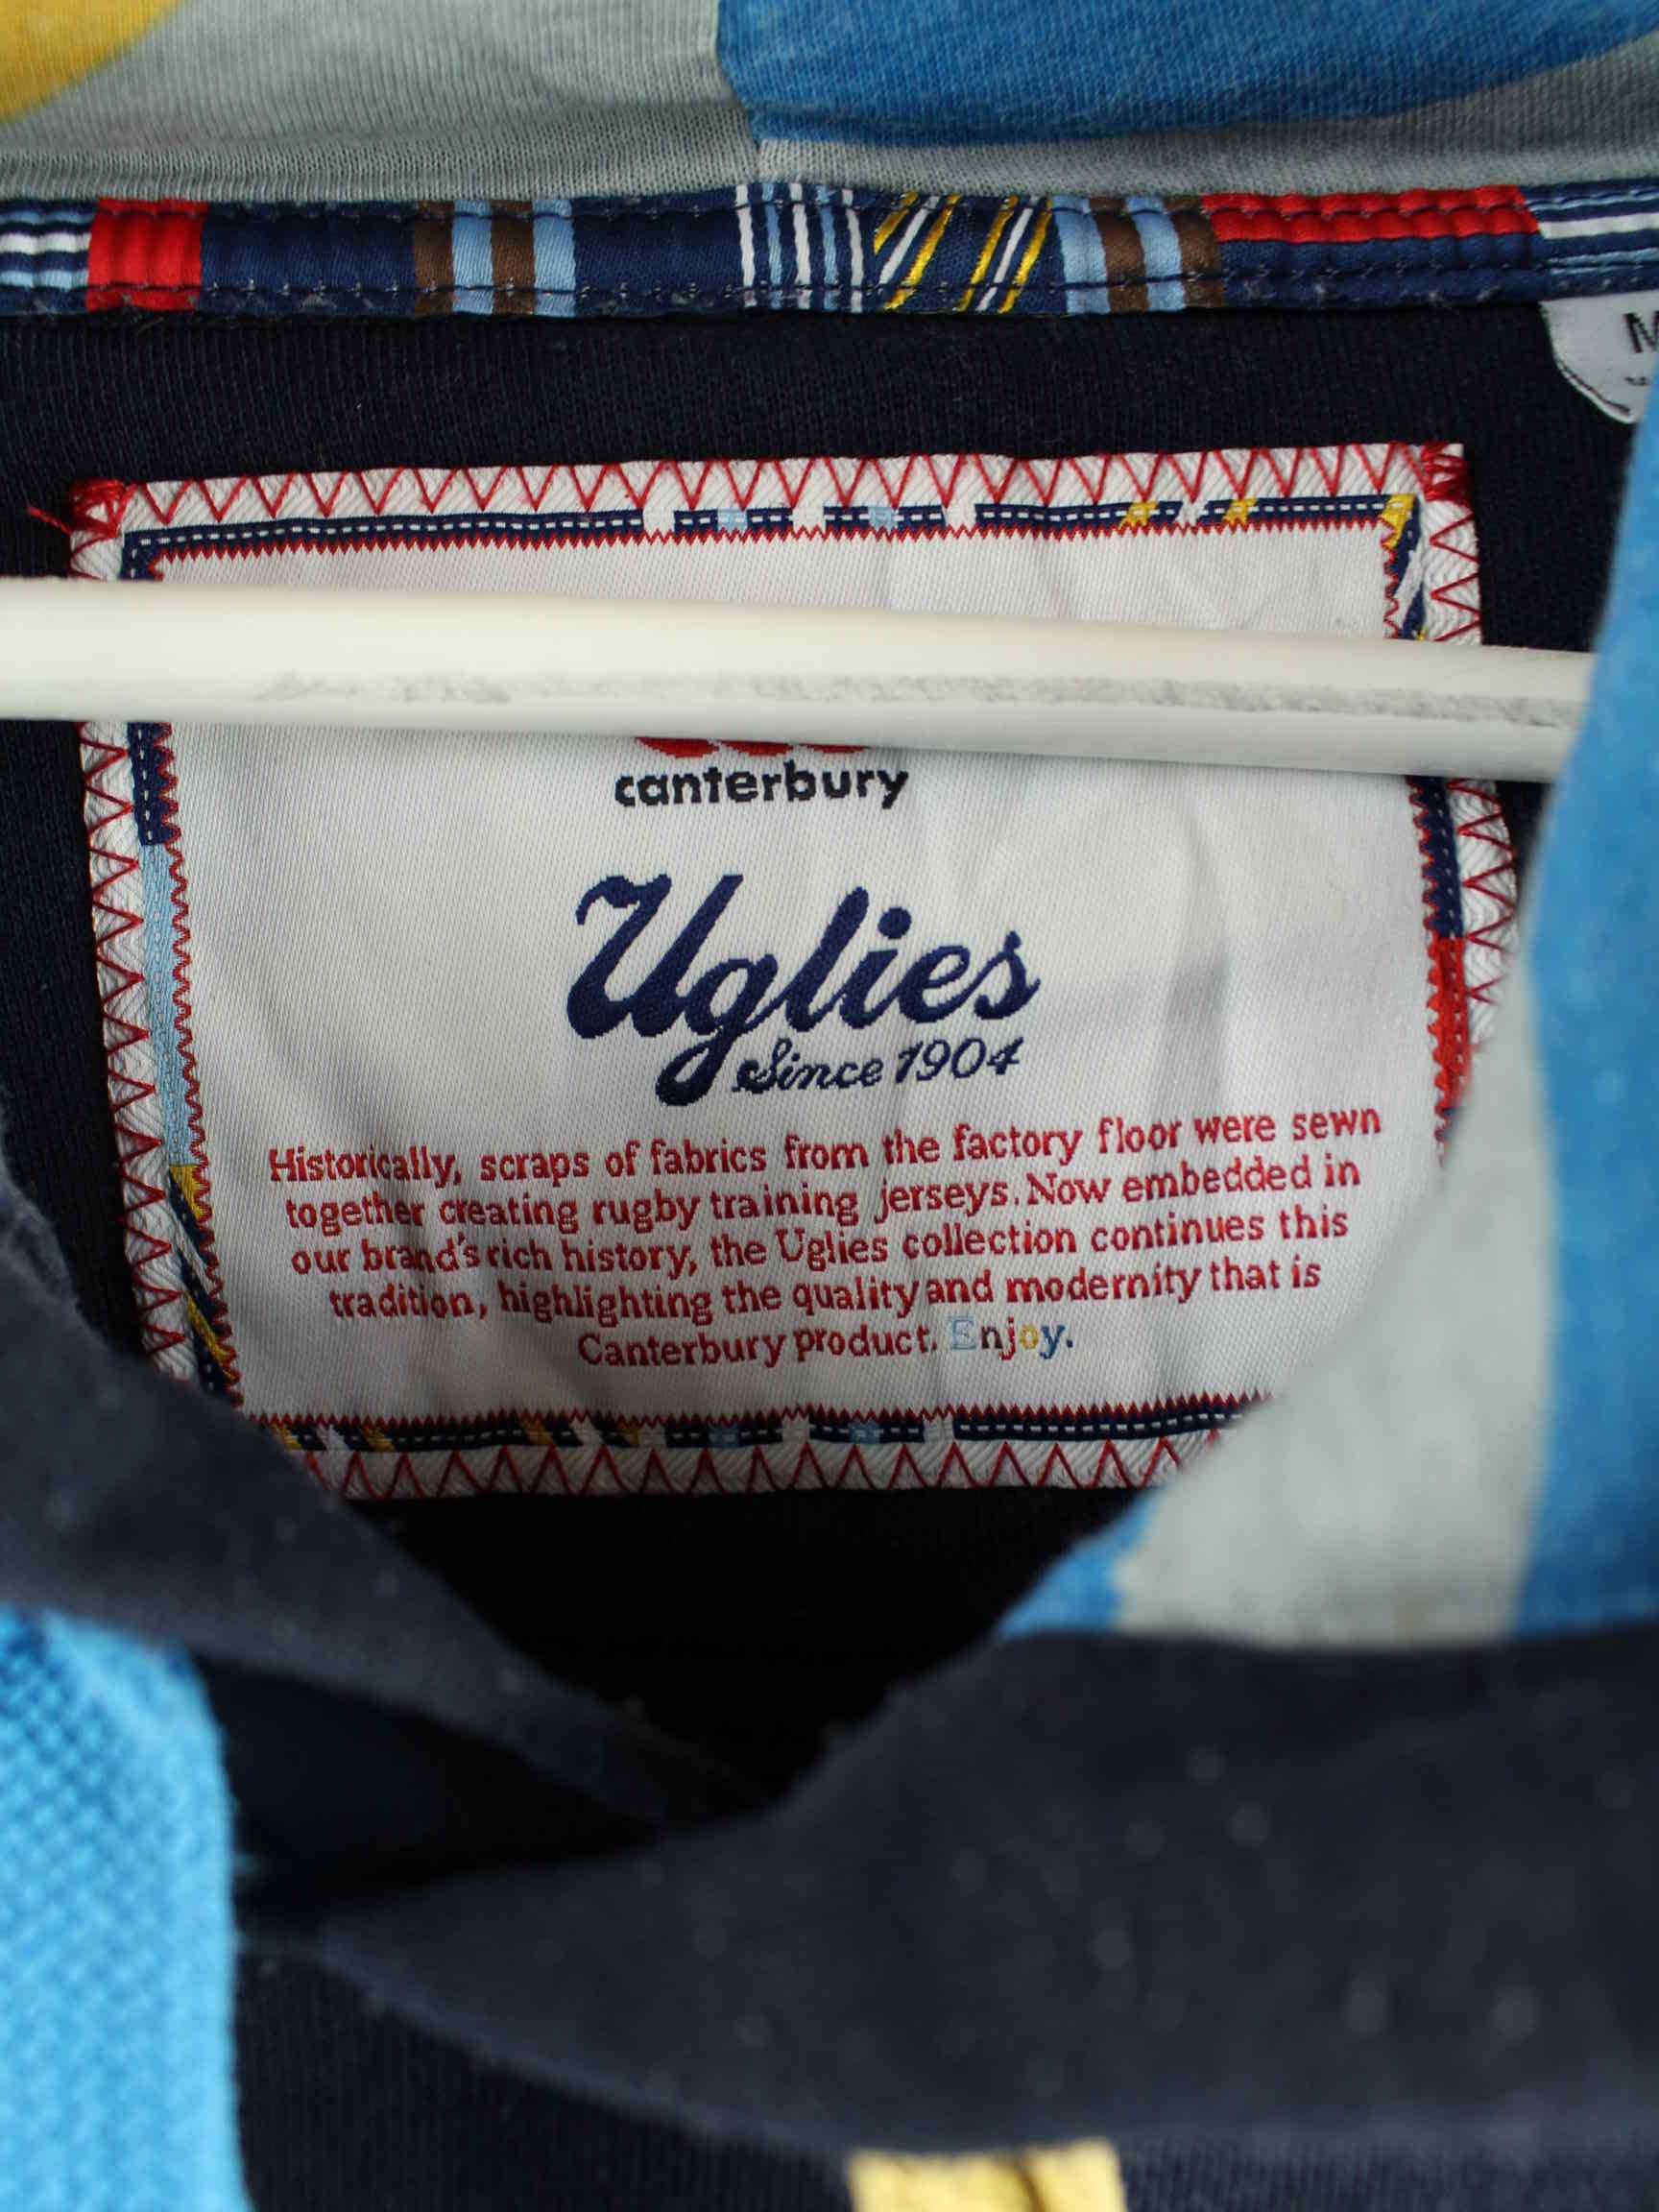 M
canterbury
Uglies
Since 1904
Historically, scraps of fabrics from the factory floor were sewn
together creating rugby training jerseys. Now embedded in
our brand's rich history, the Uglies collection continues this
tradition, highlighting the quality and modernity that is
Canterbury product. Enjoy.